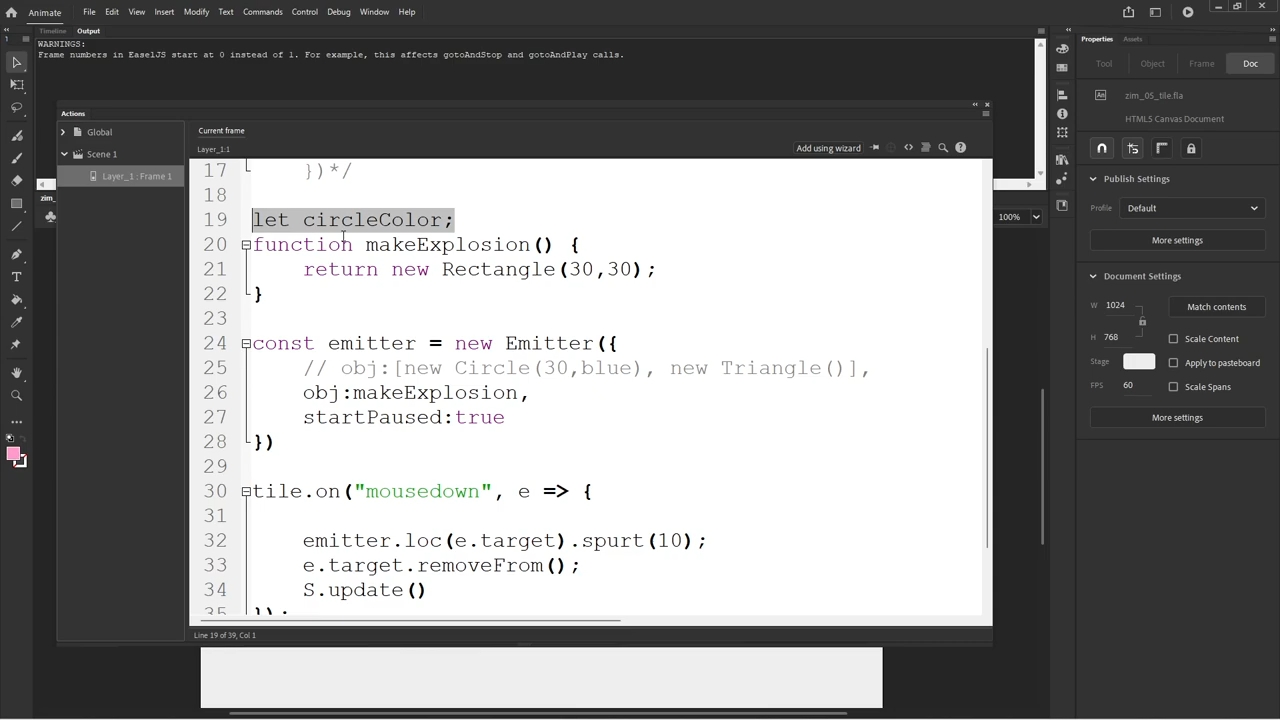 Animate
File
Edit
View
Insert
Modify
Text
Commands
Control
Debug
Window
Help
Timeline
Output
WARNINGS:
Frame numbers in EaselJS start at 0 instead of 1. For example, this affects gotoAndStop and gotoAndPlay calls.
Actions
Global
Scene 1
Layer_1 : Frame 1
Current frame
Layer_1:1
Add using wizard
17 })*/
18
19 let circleColor;
20 function makeExplosion() {
21 return new Rectangle(30,30);
22 }
23
24 const emitter = new Emitter({
25 // obj:[new Circle(30,blue), new Triangle()],
26 obj:makeExplosion,
27 startPaused:true
28 })
29
30 tile.on("mousedown", e => {
31
32 emitter.loc(e.target).spurt(10);
33 e.target.removeFrom();
34 S.update()
35 });
Line 19 of 39, Col 1
zim_05
100%
Properties
Assets
Tool
Object
Frame
Doc
An
zim_05_tile.fla
HTML5 Canvas Document
Publish Settings
Profile
Default
More settings
Document Settings
W 1024
Match contents
H 768
Scale Content
Stage
Apply to pasteboard
FPS 60
Scale Spans
More settings